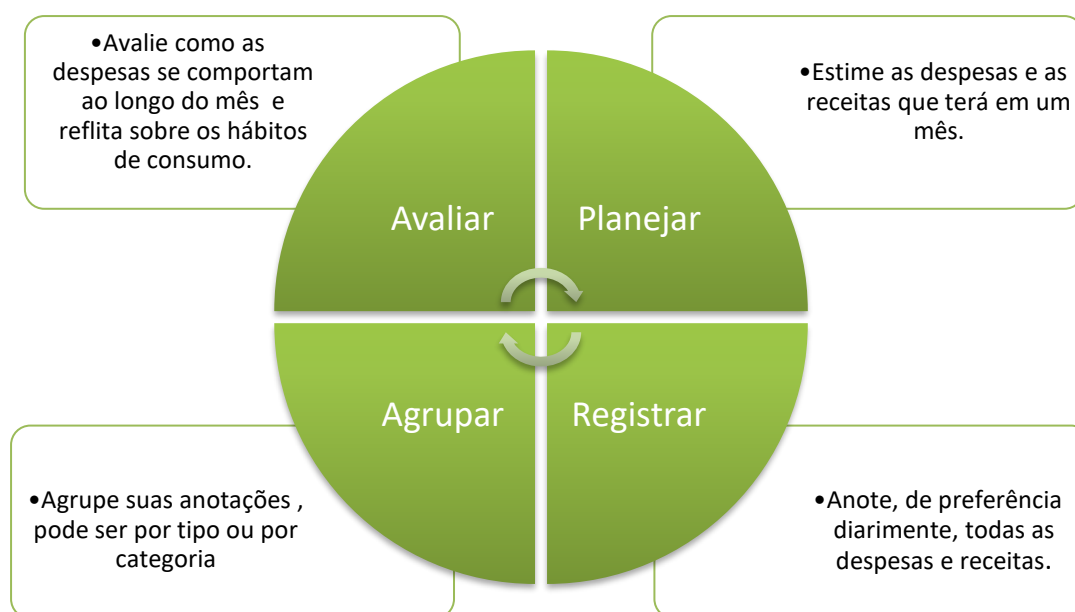 •Avalie como as
despesas se comportam
ao longo do mês e
reflita sobre os hábitos
de consumo.
•Estime as despesas e as
receitas que terá em um
mês.
Avaliar
Planejar
Agrupar
Registrar
•Agrupe suas anotações ,
pode ser por tipo ou por
categoria
•Anote, de preferência
diarimente, todas as
despesas e receitas.